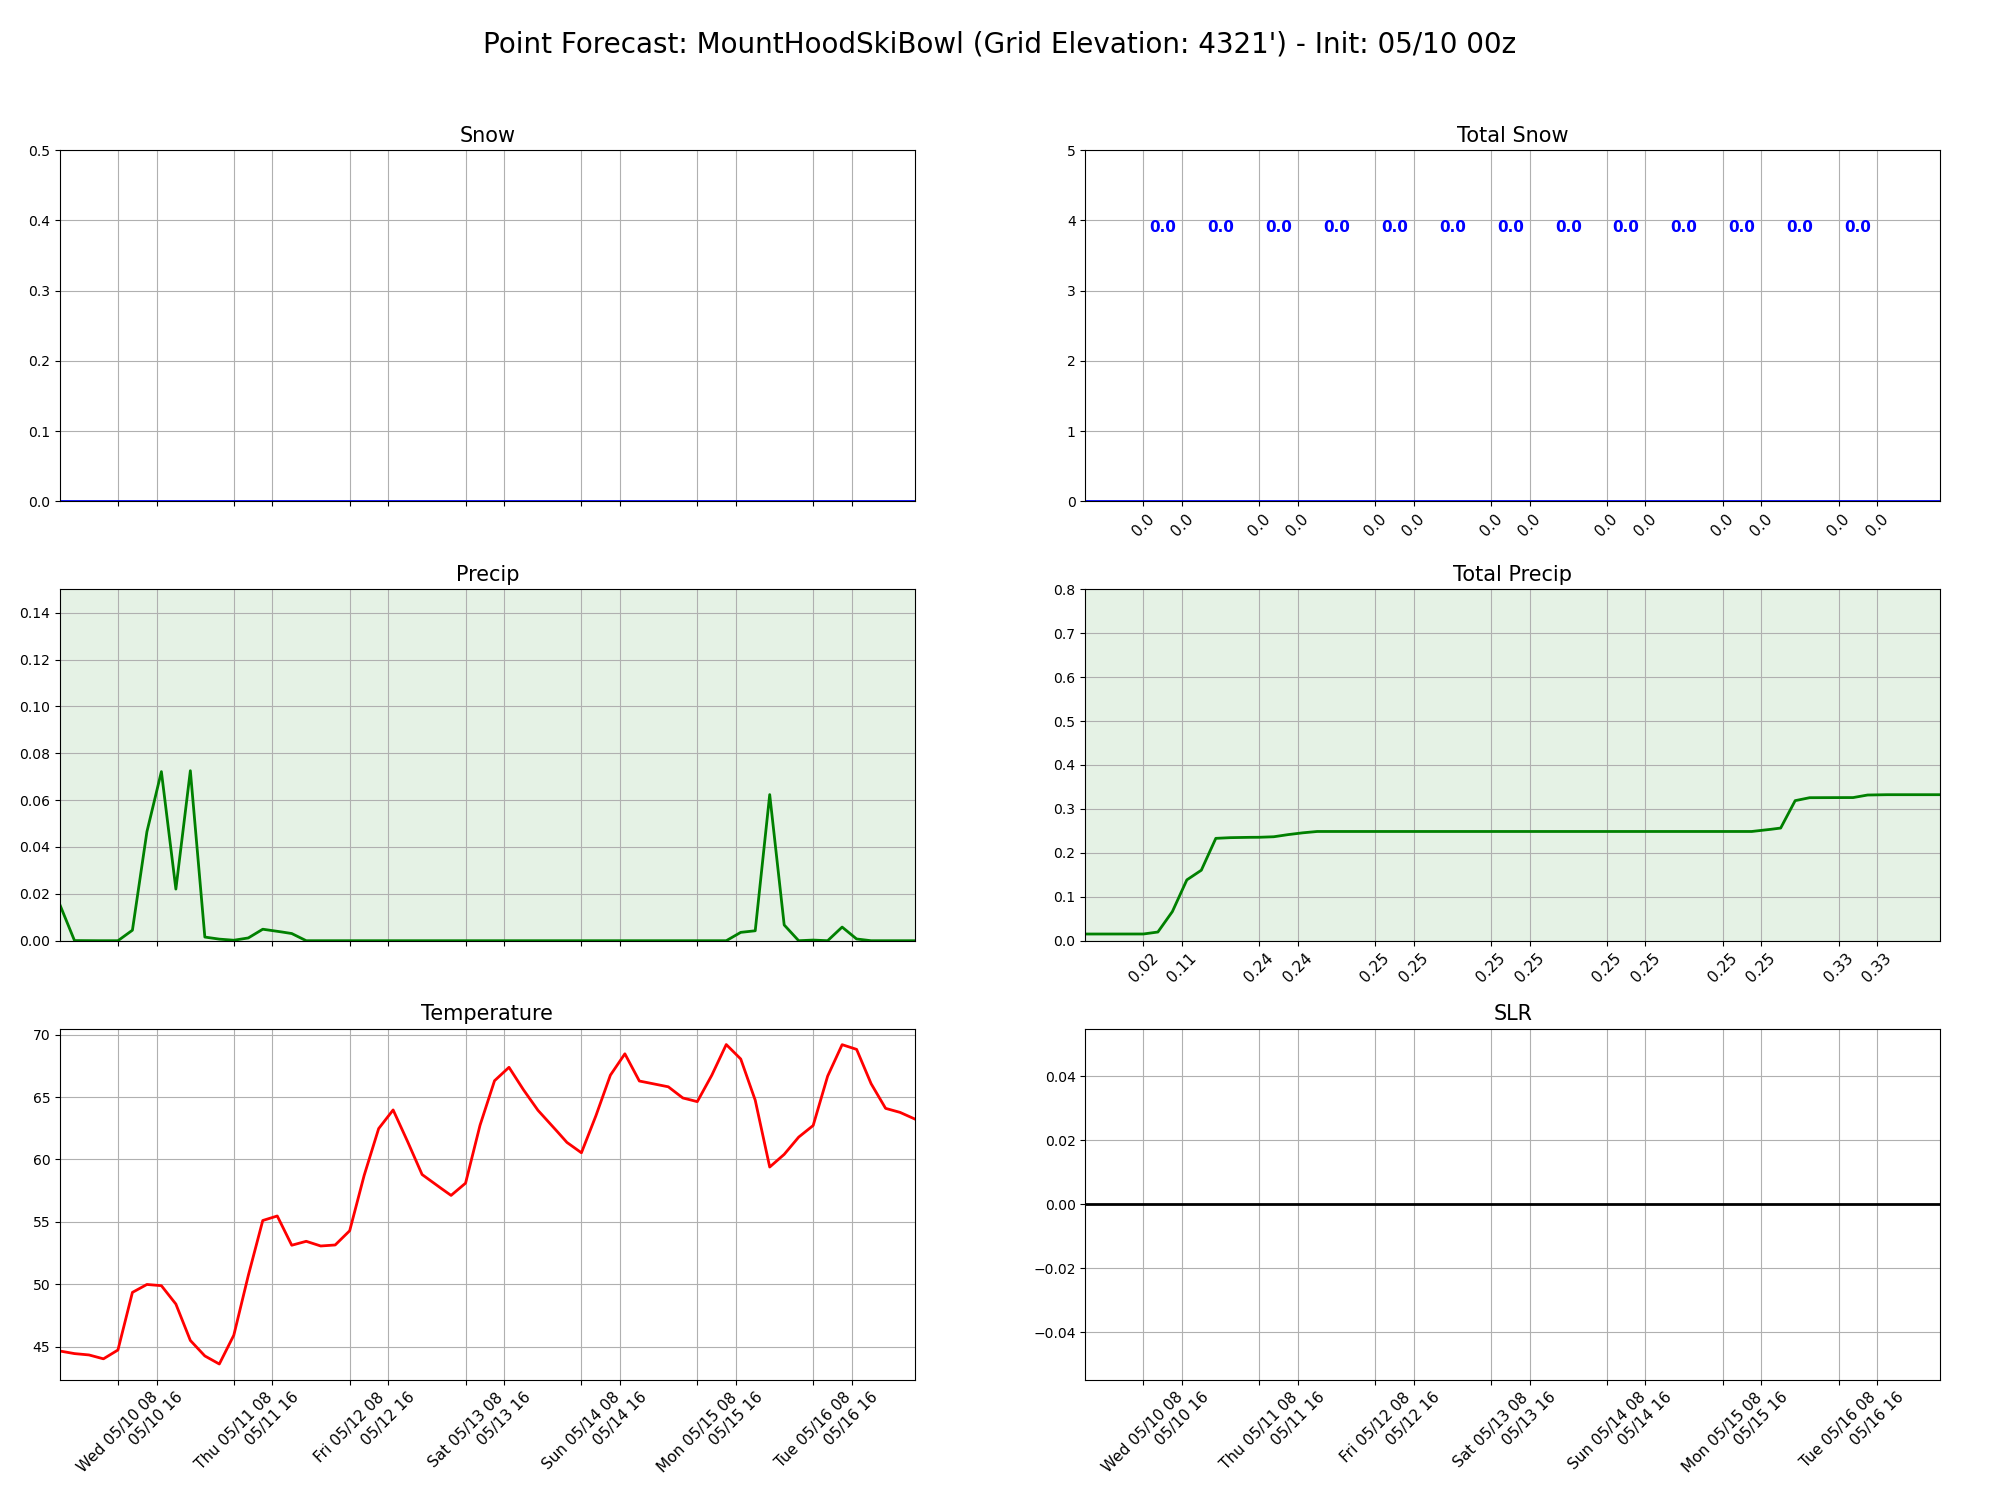 Point Forecast: MountHoodSkiBowl (Grid Elevation: 4321') - Init: 05/10 00z
Snow
0.5
0.4
0.3
0.2
0.1
0.0
Total Snow
5
4
3
2
1
0
0.0 0.0 0.0 0.0 0.0 0.0 0.0 0.0 0.0 0.0 0.0 0.0 0.0
0.0 0.0 0.0 0.0 0.0 0.0 0.0 0.0 0.0 0.0 0.0 0.0 0.0 0.0
Precip
0.14
0.12
0.10
0.08
0.06
0.04
0.02
0.00
Total Precip
0.8
0.7
0.6
0.5
0.4
0.3
0.2
0.1
0.0
0.02 0.11 0.24 0.24 0.25 0.25 0.25 0.25 0.25 0.25 0.25 0.25 0.33 0.33
Temperature
70
65
60
55
50
45
Wed 05/10 08
05/10 16
Thu 05/11 08
05/11 16
Fri 05/12 08
05/12 16
Sat 05/13 08
05/13 16
Sun 05/14 08
05/14 16
Mon 05/15 08
05/15 16
Tue 05/16 08
05/16 16
SLR
0.04
0.02
0.00
−0.02
−0.04
Wed 05/10 08
05/10 16
Thu 05/11 08
05/11 16
Fri 05/12 08
05/12 16
Sat 05/13 08
05/13 16
Sun 05/14 08
05/14 16
Mon 05/15 08
05/15 16
Tue 05/16 08
05/16 16